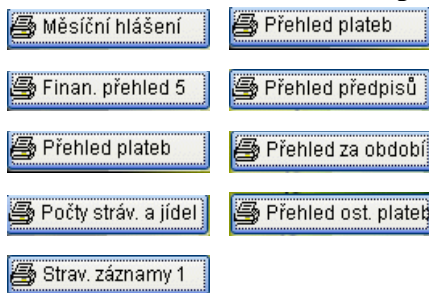 Měsíční hlášení
Přehled plateb
Finan. přehled 5
Přehled předpisů
Přehled plateb
Přehled za období
Počty stráv. a jídel
Přehled ost. plateb
Strav. záznamy 1